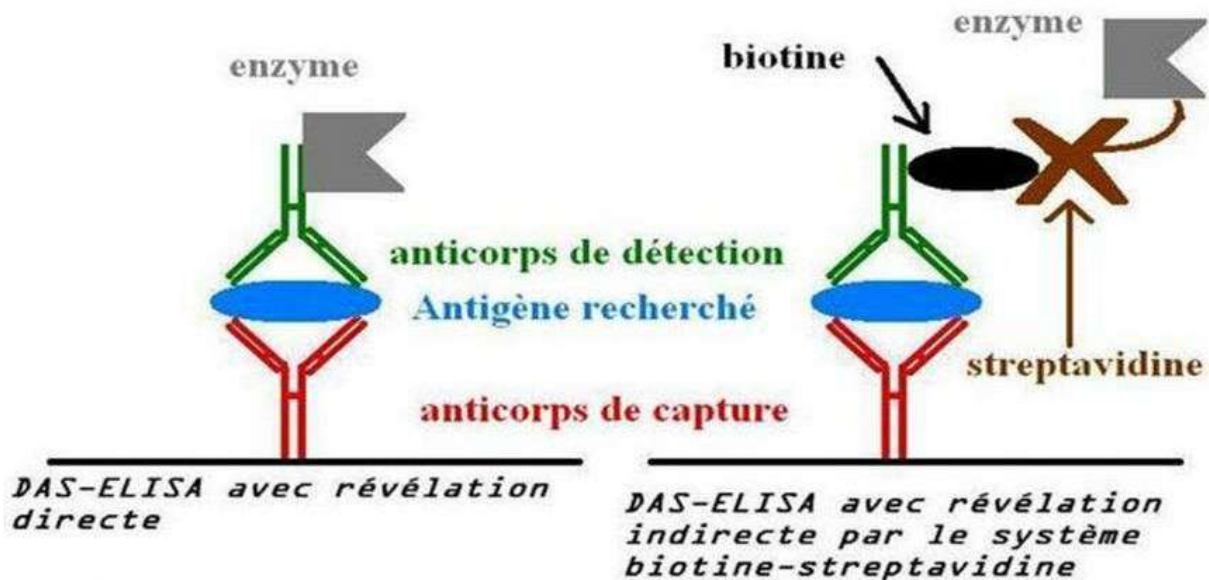 enzyme
enzyme
biotine
anticorps de détection
Antigène recherché
streptavidine
anticorps de capture
DAS-ELISA avec révélation
directe
DAS-ELISA avec révélation
indirecte par le système
biotine-streptavidine